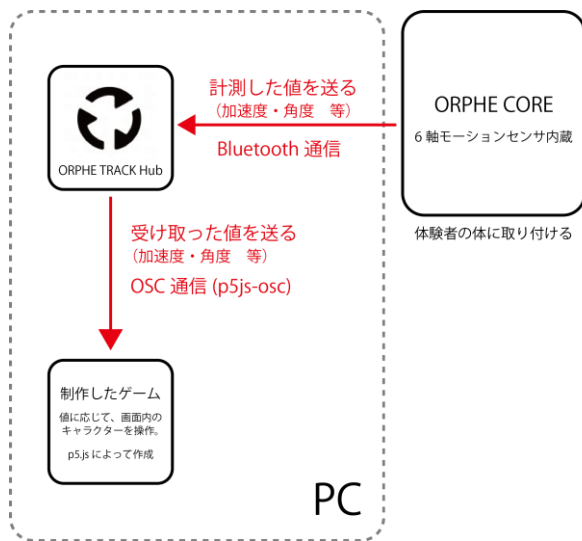 計測した値を送る
（加速度・角度　等）
Bluetooth 通信
ORPHE TRACK Hub
ORPHE CORE
6 軸モーションセンサ内蔵
体験者の体に取り付ける
受け取った値を送る
（加速度・角度　等）
OSC 通信 (p5js-osc)
制作したゲーム
値に応じて、画面内の
キャラクターを操作。
p5.js によって作成
PC